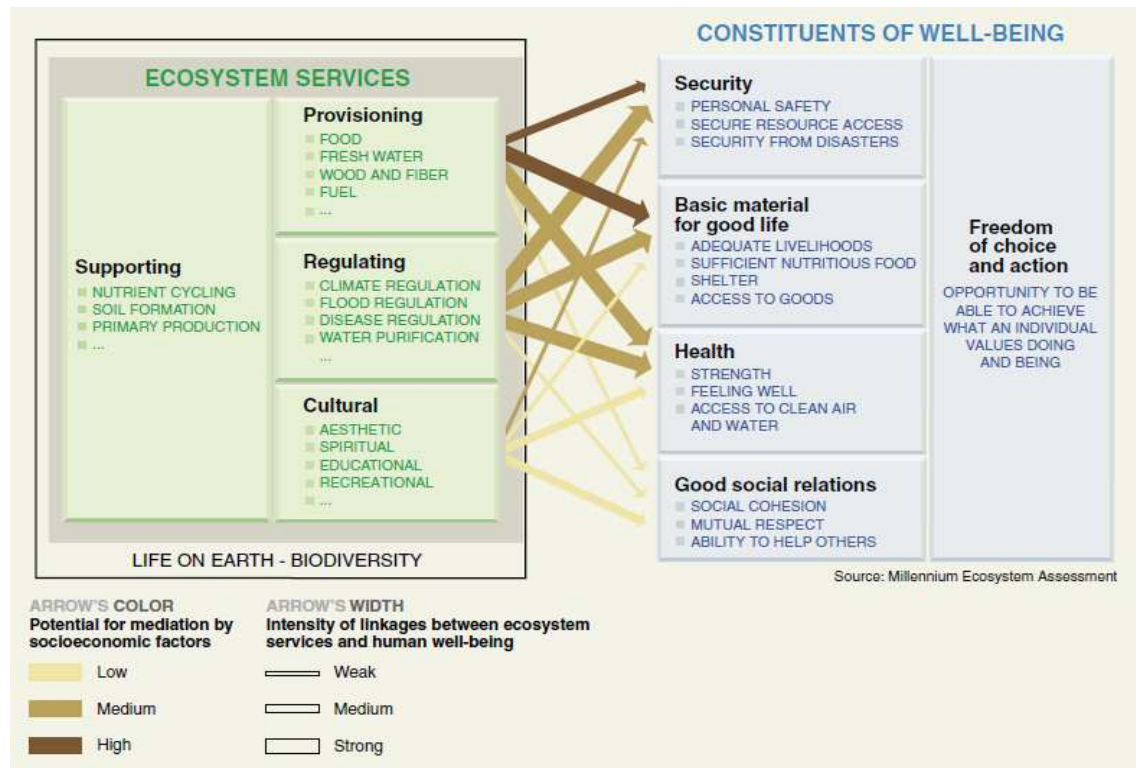 CONSTITUENTS OF WELL-BEING
ECOSYSTEM SERVICES
Supporting
NUTRIENT CYCLING
SOIL FORMATION
PRIMARY PRODUCTION
...
Provisioning
FOOD
FRESH WATER
WOOD AND FIBER
FUEL
...
Regulating
CLIMATE REGULATION
FLOOD REGULATION
DISEASE REGULATION
WATER PURIFICATION
...
Cultural
AESTHETIC
SPIRITUAL
EDUCATIONAL
RECREATIONAL
...
LIFE ON EARTH - BIODIVERSITY
Security
PERSONAL SAFETY
SECURE RESOURCE ACCESS
SECURITY FROM DISASTERS
Basic material
for good life
ADEQUATE LIVELIHOODS
SUFFICIENT NUTRITIOUS FOOD
SHELTER
ACCESS TO GOODS
Health
STRENGTH
FEELING WELL
ACCESS TO CLEAN AIR
AND WATER
Good social relations
SOCIAL COHESION
MUTUAL RESPECT
ABILITY TO HELP OTHERS
Freedom
of choice
and action
OPPORTUNITY TO BE
ABLE TO ACHIEVE
WHAT AN INDIVIDUAL
VALUES DOING
AND BEING
Source: Millennium Ecosystem Assessment
ARROW'S COLOR
Potential for mediation by
socioeconomic factors
Low
Medium
High
ARROW'S WIDTH
Intensity of linkages between ecosystem
services and human well-being
Weak
Medium
Strong